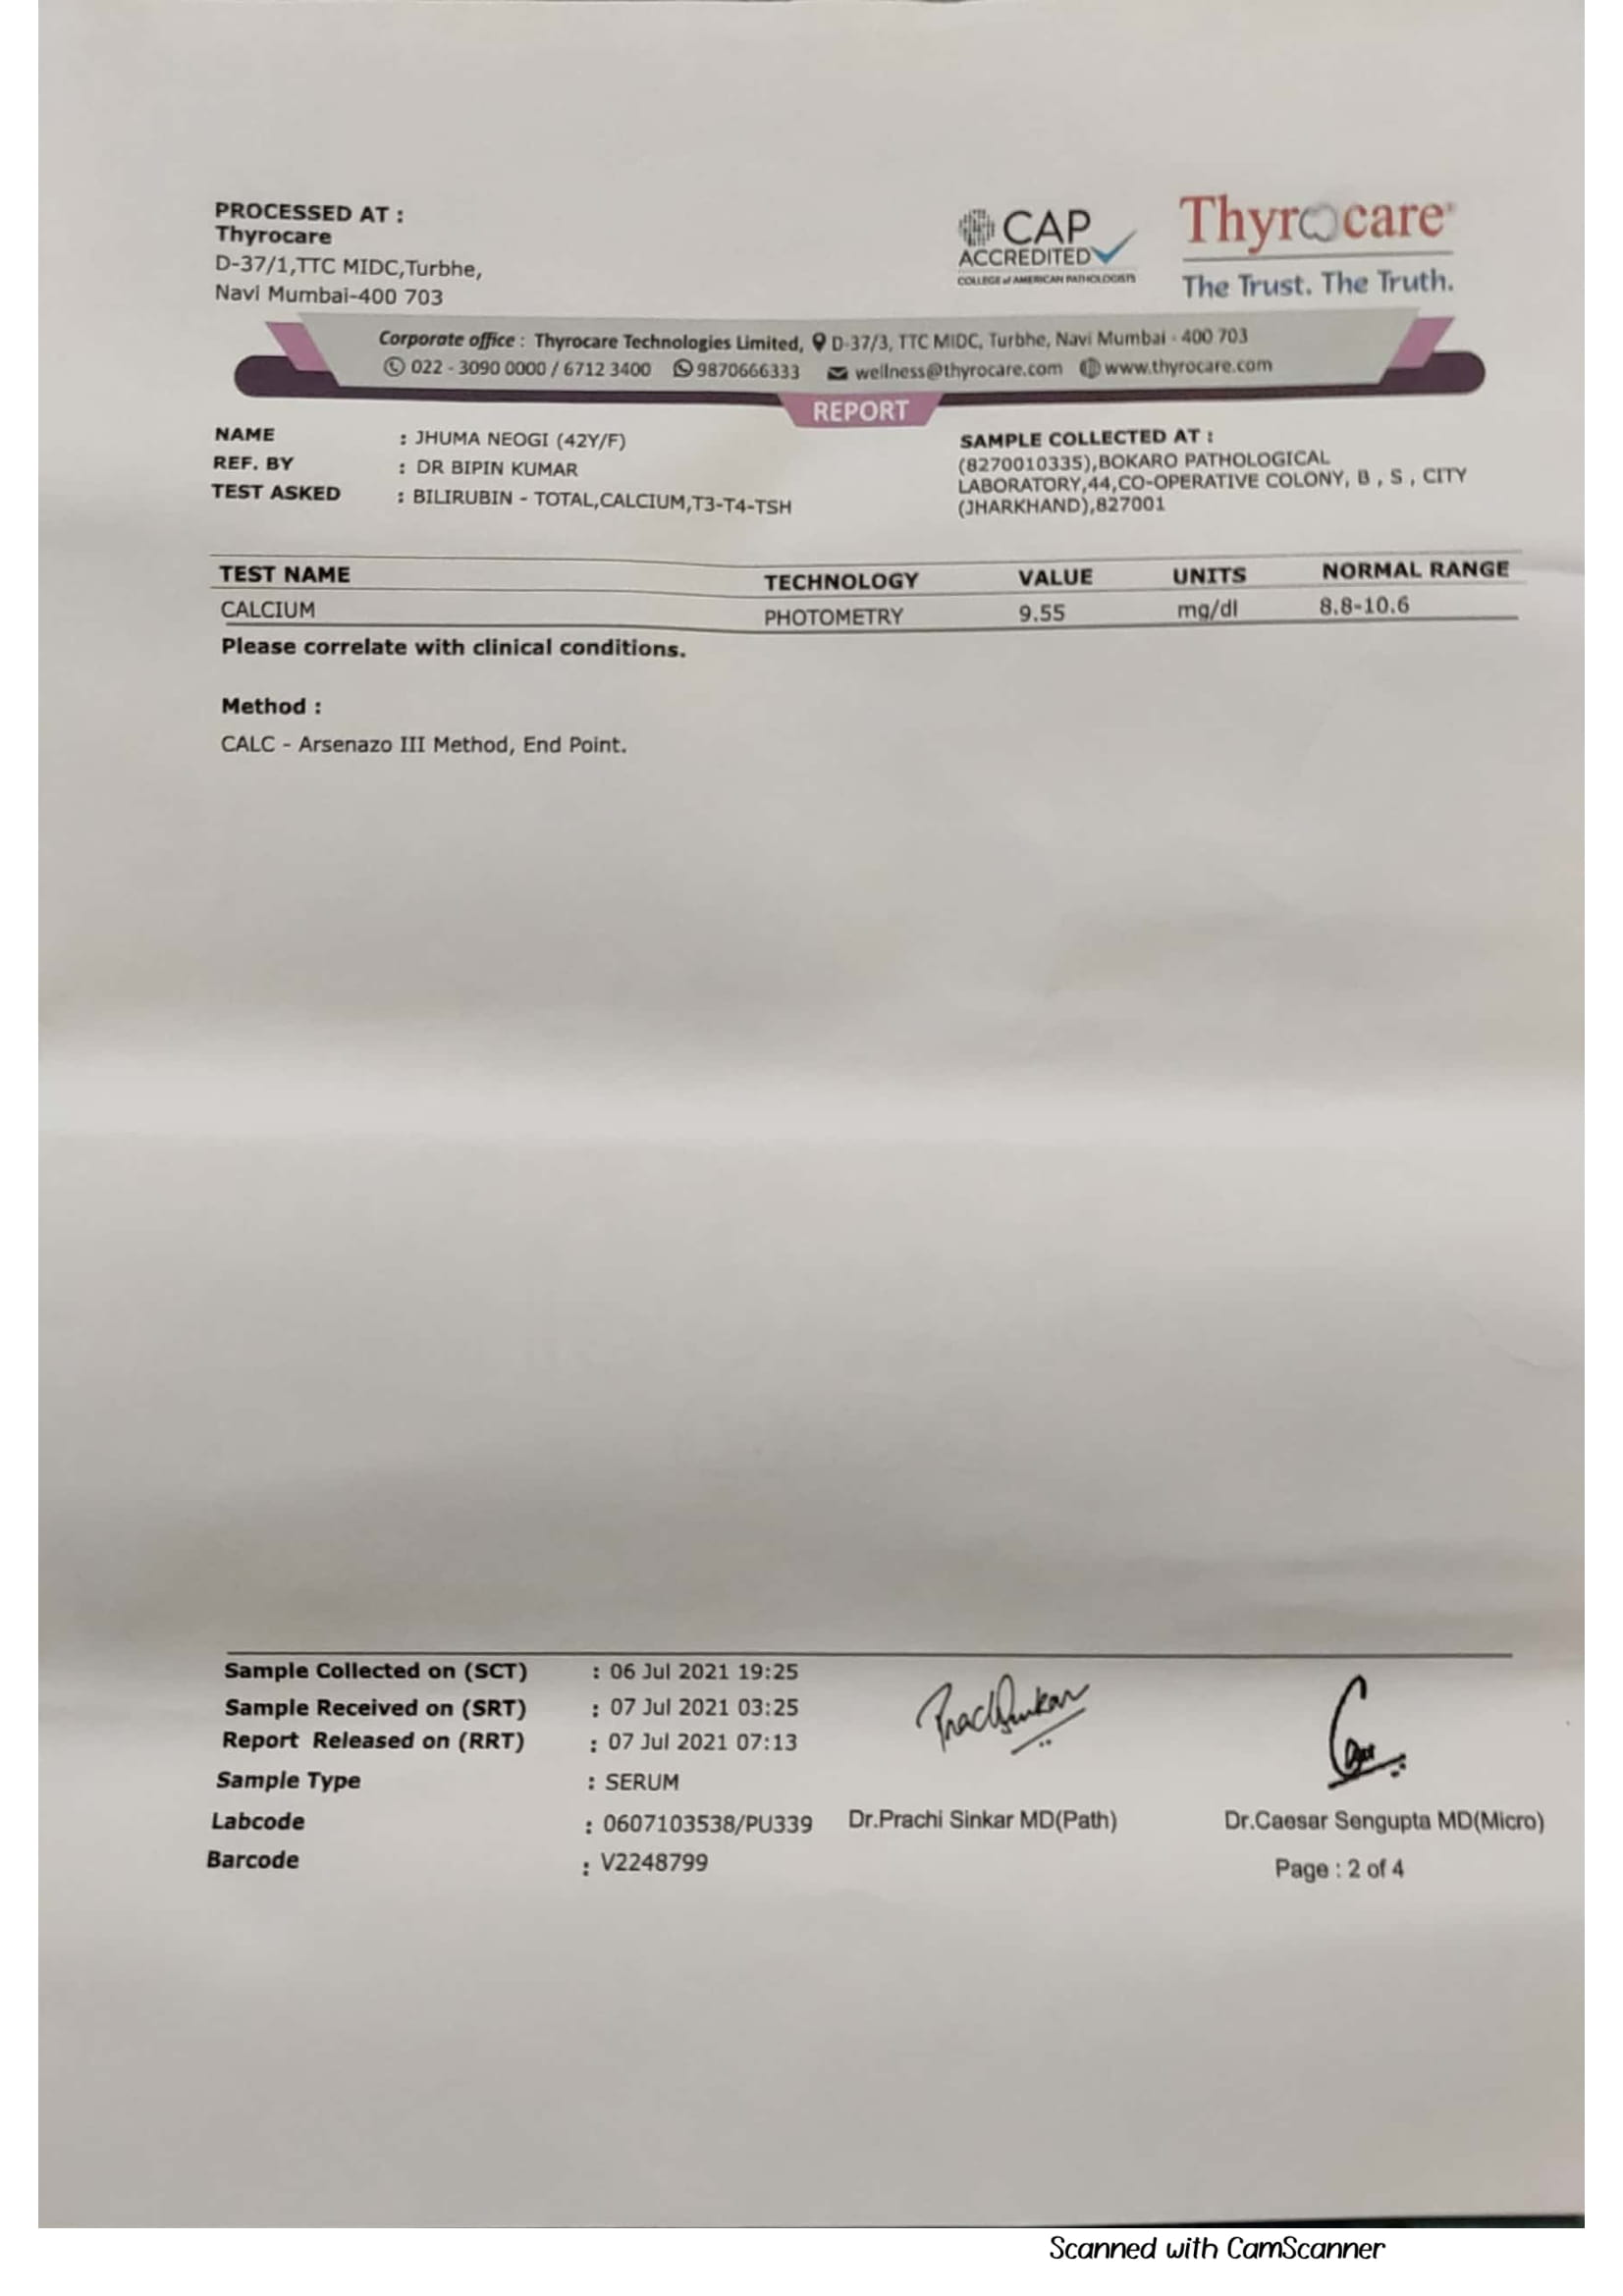 PROCESSED AT :
Thyrocare
D-37/1,TTC MIDC,Turbhe,
Navi Mumbai-400 703
CAP
ACCREDITED
COLLEGE of AMERICAN PATHOLOGISTS
Thyrocare
The Trust. The Truth.
Corporate office : Thyrocare Technologies Limited, D-37/3, TTC MIDC, Turbhe, Navi Mumbai - 400 703
022 - 3090 0000 / 6712 3400 9870666333 wellness@thyrocare.com www.thyrocare.com
REPORT
NAME : JHUMA NEOGI (42Y/F)
REF. BY : DR BIPIN KUMAR
TEST ASKED : BILIRUBIN - TOTAL,CALCIUM,T3-T4-TSH
SAMPLE COLLECTED AT :
(8270010335),BOKARO PATHOLOGICAL
LABORATORY,44,CO-OPERATIVE COLONY, B , S , CITY
(JHARKHAND),827001
TEST NAME TECHNOLOGY VALUE UNITS NORMAL RANGE
CALCIUM PHOTOMETRY 9.55 mg/dl 8.8-10.6
Please correlate with clinical conditions.
Method :
CALC - Arsenazo III Method, End Point.
Sample Collected on (SCT) : 06 Jul 2021 19:25
Sample Received on (SRT) : 07 Jul 2021 03:25
Report Released on (RRT) : 07 Jul 2021 07:13
Sample Type : SERUM
Labcode : 0607103538/PU339
Barcode : V2248799
Dr.Prachi Sinkar MD(Path)
Dr.Caesar Sengupta MD(Micro)
Page : 2 of 4
Scanned with CamScanner